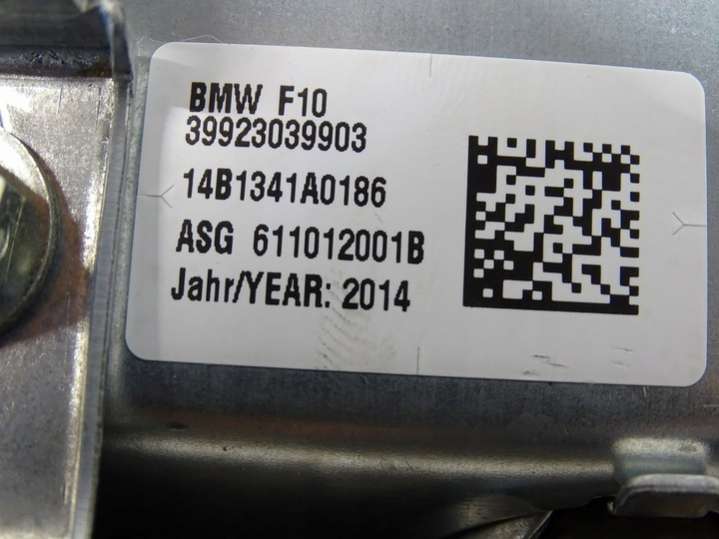 BMW F10
39923039903
14B1341A0186
ASG 611012001B
Jahr/YEAR: 2014